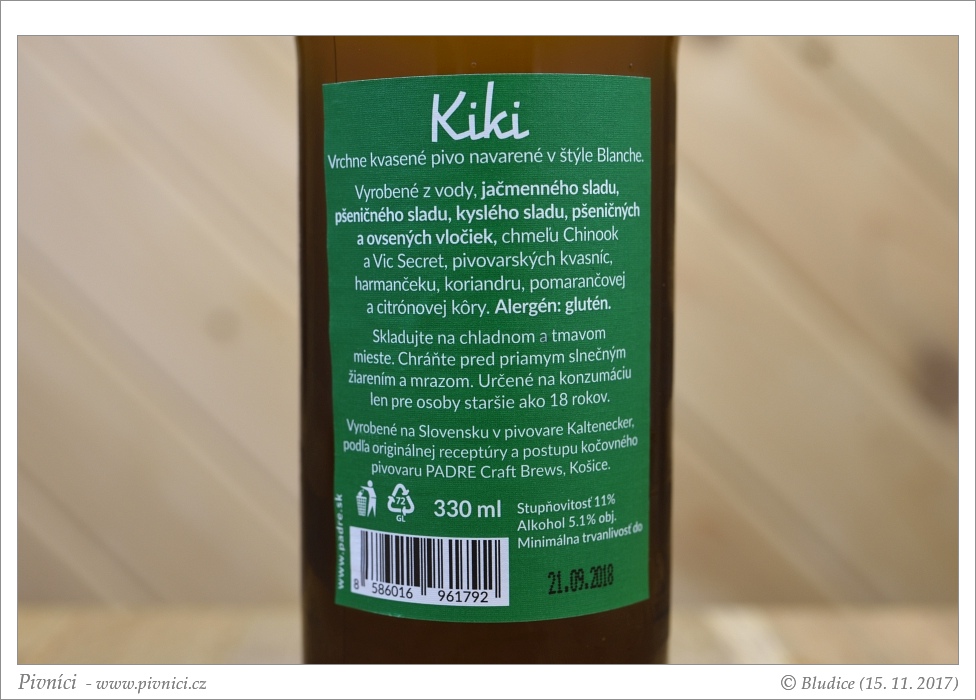 Kiki
Vrchne kvasené pivo navarené v štýle Blanche.
Vyrobené z vody, jačmenného sladu,
pšeničného sladu, kyslého sladu, pšeničných
a ovsených vločiek, chmeľu Chinook
a Vic Secret, pivovarských kvasníc,
harmančeku, koriandru, pomarančovej
a citrónovej kôry. Alergén: glutén.
Skladujte na chladnom a tmavom
mieste. Chráňte pred priamym slnečným
žiarením a mrazom. Určené na konzumáciu
len pre osoby staršie ako 18 rokov.
Vyrobené na Slovensku v pivovare Kaltenecker,
podľa originálnej receptúry a postupu kočovného
pivovaru PADRE Craft Brews, Košice.
www.padre.sk
72
GL
330 ml
Stupňovitosť 11%
Alkohol 5.1% obj.
Minimálna trvanlivosť do
21.09.2018
8 586016 961792
Pivníci - www.pivnici.cz
© Bludice (15. 11. 2017)